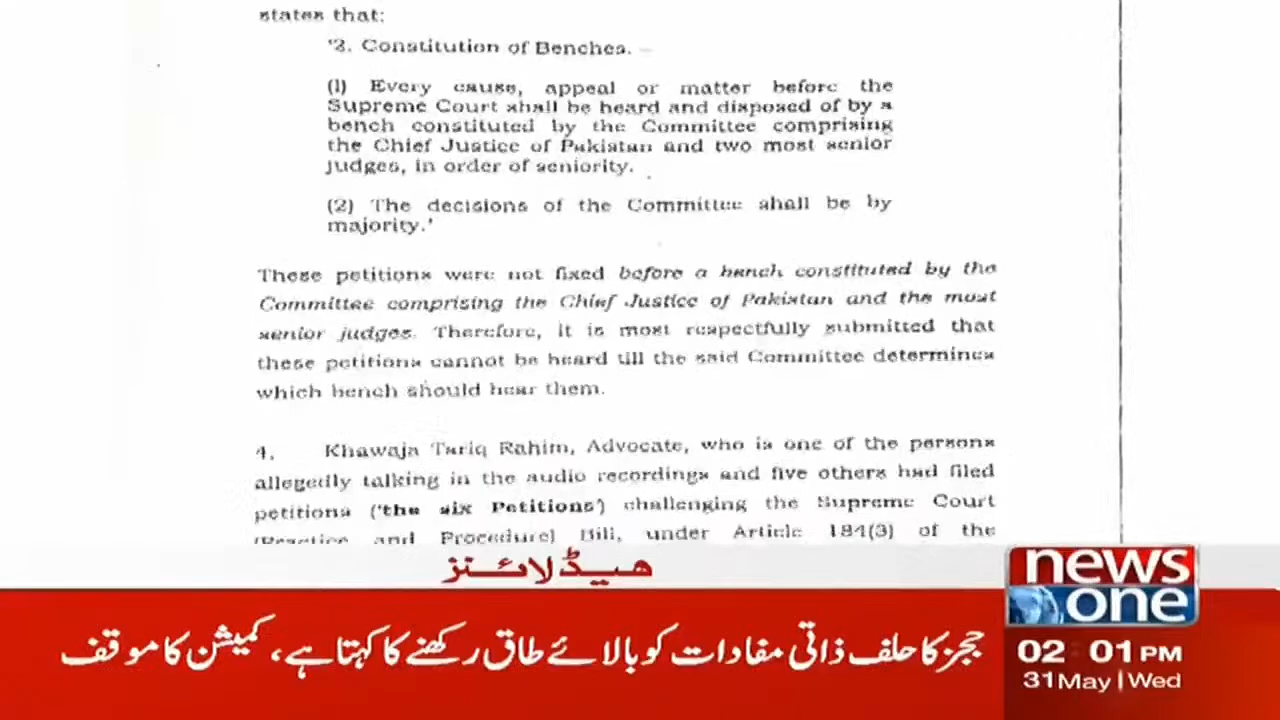 states that:
'2. Constitution of Benches. –
(1) Every cause, appeal or matter before the
Supreme Court shall be heard and disposed of by a
bench constituted by the Committee comprising
the Chief Justice of Pakistan and two most senior
judges, in order of seniority.
(2) The decisions of the Committee shall be by
majority.'
These petitions were not fixed before a bench constituted by the
Committee comprising the Chief Justice of Pakistan and the most
senior judges. Therefore, it is most respectfully submitted that
these petitions cannot be heard till the said Committee determines
which bench should hear them.
4. Khawaja Tariq Rahim, Advocate, who is one of the persons
allegedly talking in the audio recordings and five others had filed
petitions ('the six Petitions') challenging the Supreme Court
(Practice and Procedure) Bill, under Article 184(3) of the
ہیڈلائنز
ججز کا حلف ذاتی مفادات کو بالائے طاق رکھنے کا کہتا ہے، کمیشن کا موقف
news
one
02 01 PM
31 May | Wed